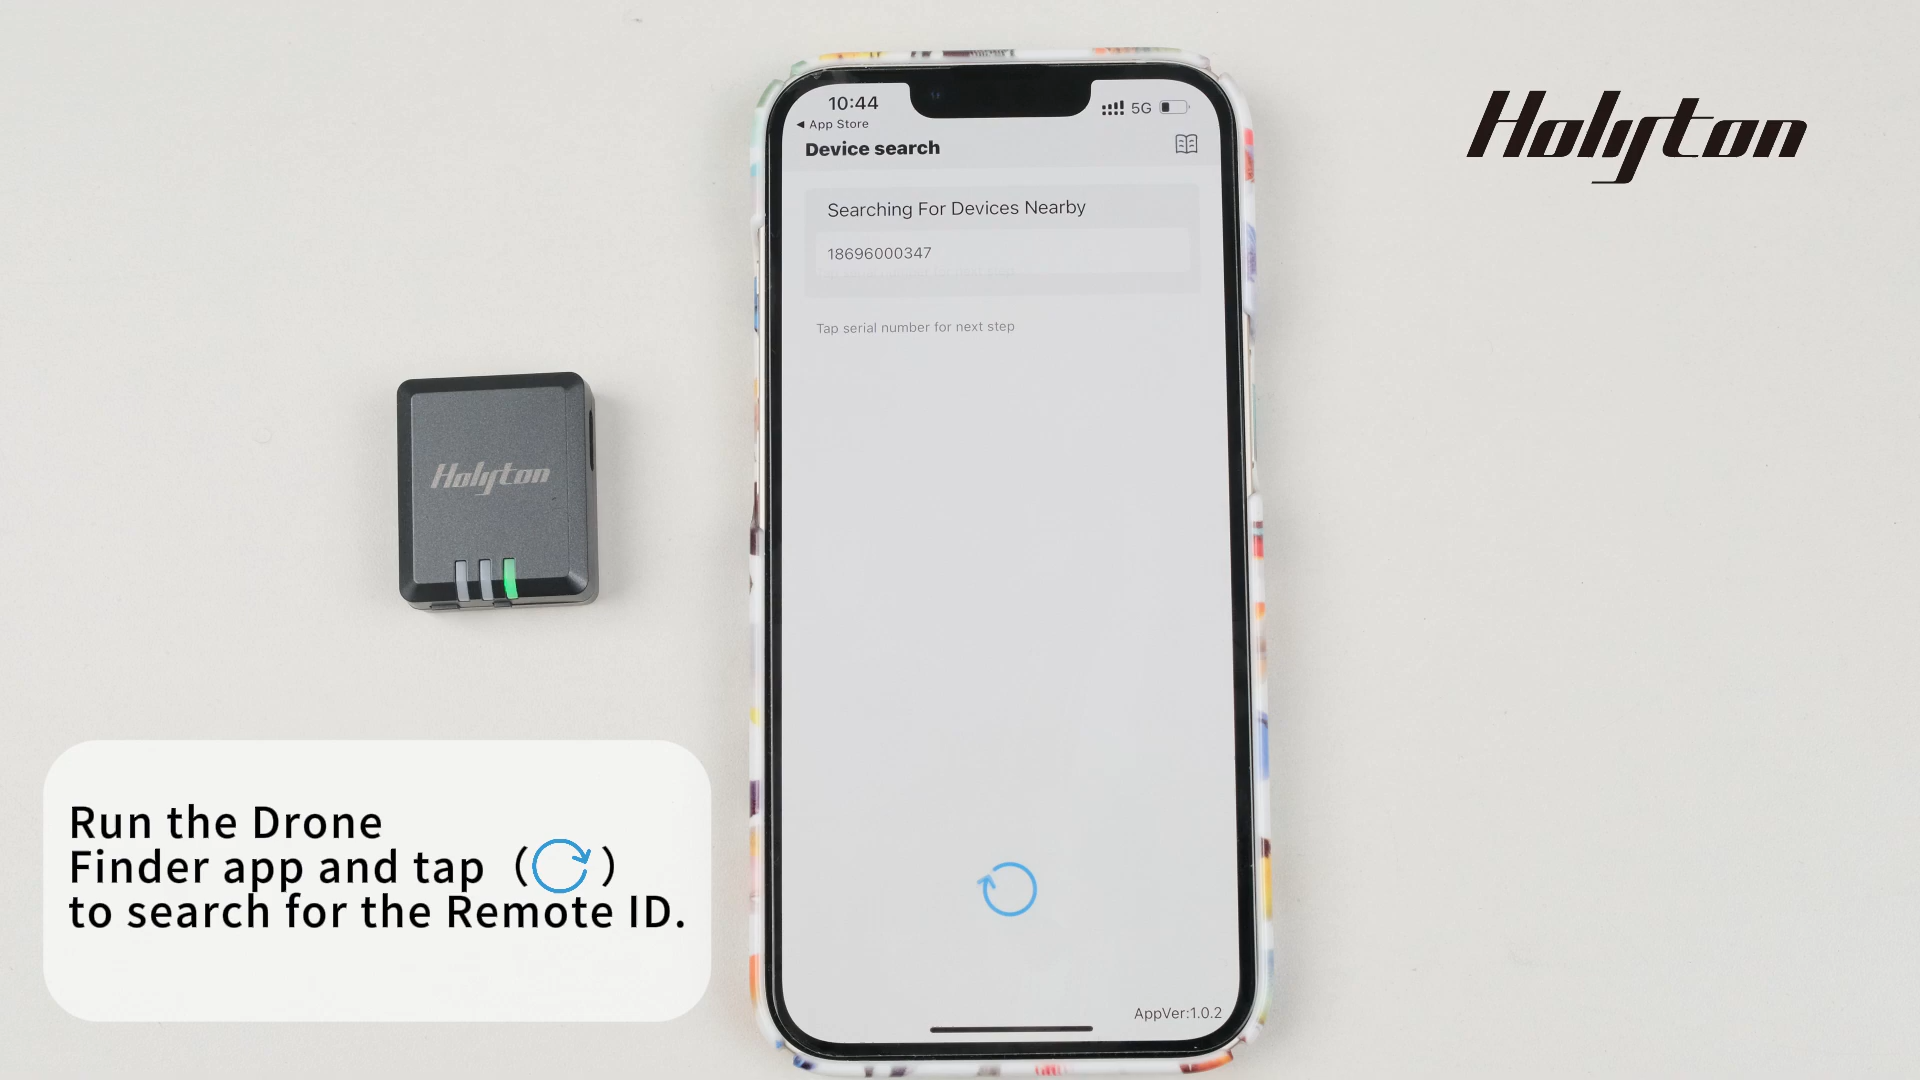 Holyton
10:44
5G
◄ App Store
Device search
Searching For Devices Nearby
18696000347
Tap serial number for next step
Holyton
Run the Drone
Finder app and tap ( )
to search for the Remote ID.
AppVer:1.0.2